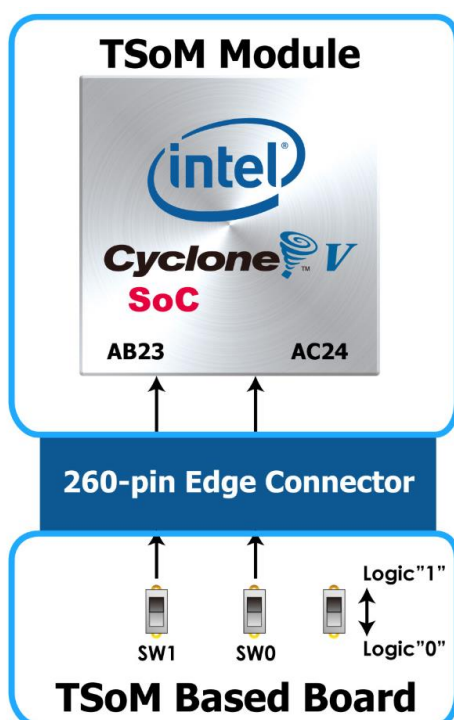 TSoM Module
intel®
Cyclone™ V
SoC
AB23 AC24
260-pin Edge Connector
Logic"1"
SW1 SW0 Logic"0"
TSoM Based Board